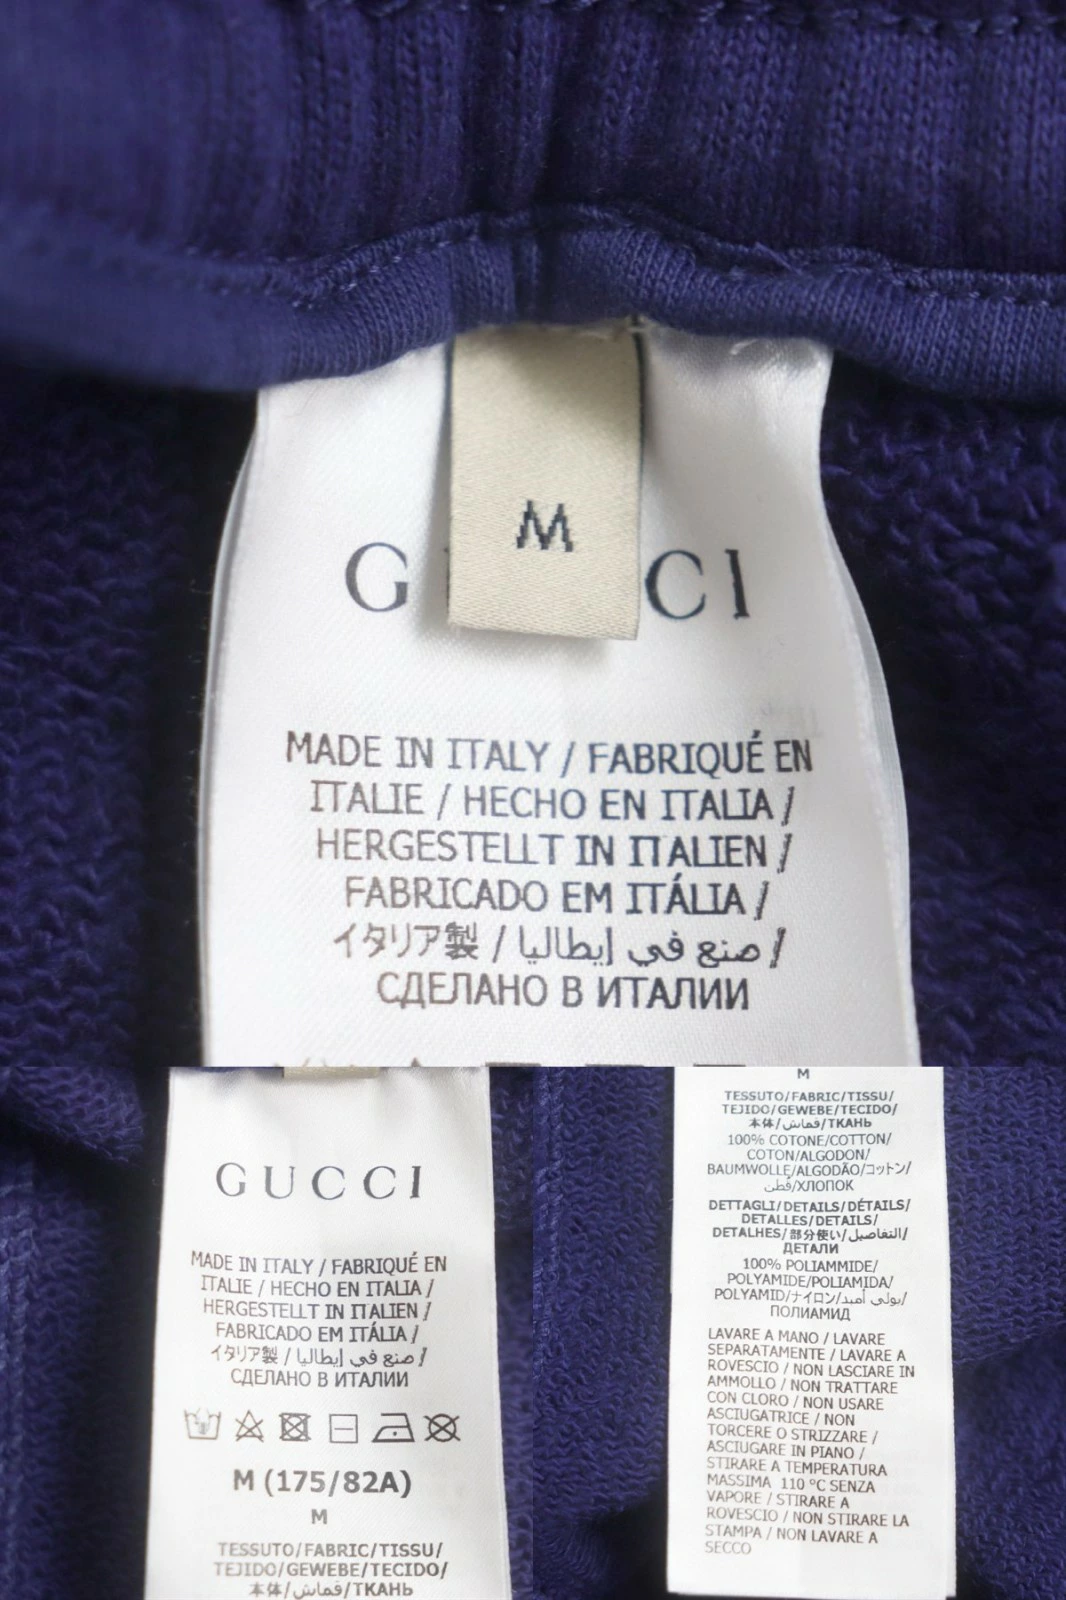 M
GUCCI
MADE IN ITALY / FABRIQUÉ EN
ITALIE / HECHO EN ITALIA /
HERGESTELLT IN ITALIEN /
FABRICADO EM ITÁLIA /
イタリア製 / صنع في إيطاليا /
СДЕЛАНО В ИТАЛИИ
GUCCI
MADE IN ITALY / FABRIQUÉ EN
ITALIE / HECHO EN ITALIA /
HERGESTELLT IN ITALIEN /
FABRICADO EM ITÁLIA /
イタリア製 / صنع في إيطاليا /
СДЕЛАНО В ИТАЛИИ
M (175/82A)
M
TESSUTO/FABRIC/TISSU/
TEJIDO/GEWEBE/TECIDO/
本体/قماش/ТКАНЬ
M
TESSUTO/FABRIC/TISSU/
TEJIDO/GEWEBE/TECIDO/
本体/قماش/ТКАНЬ
100% COTONE/COTTON/
COTON/ALGODON/
BAUMWOLLE/ALGODÃO/コットン/
قطن/ХЛОПОК
DETTAGLI/DETAILS/DÉTAILS/
DETALLES/DETAILS/
DETALHES/部分使い/التفاصيل/
ДЕТАЛИ
100% POLIAMMIDE/
POLYAMIDE/POLIAMIDA/
POLYAMID/ナイロン/بولي أميد/
ПОЛИАМИД
LAVARE A MANO / LAVARE
SEPARATAMENTE / LAVARE A
ROVESCIO / NON LASCIARE IN
AMMOLLO / NON TRATTARE
CON CLORO / NON USARE
ASCIUGATRICE / NON
TORCERE O STRIZZARE /
ASCIUGARE IN PIANO /
STIRARE A TEMPERATURA
MASSIMA 110 °C SENZA
VAPORE / STIRARE A
ROVESCIO / NON STIRARE LA
STAMPA / NON LAVARE A
SECCO